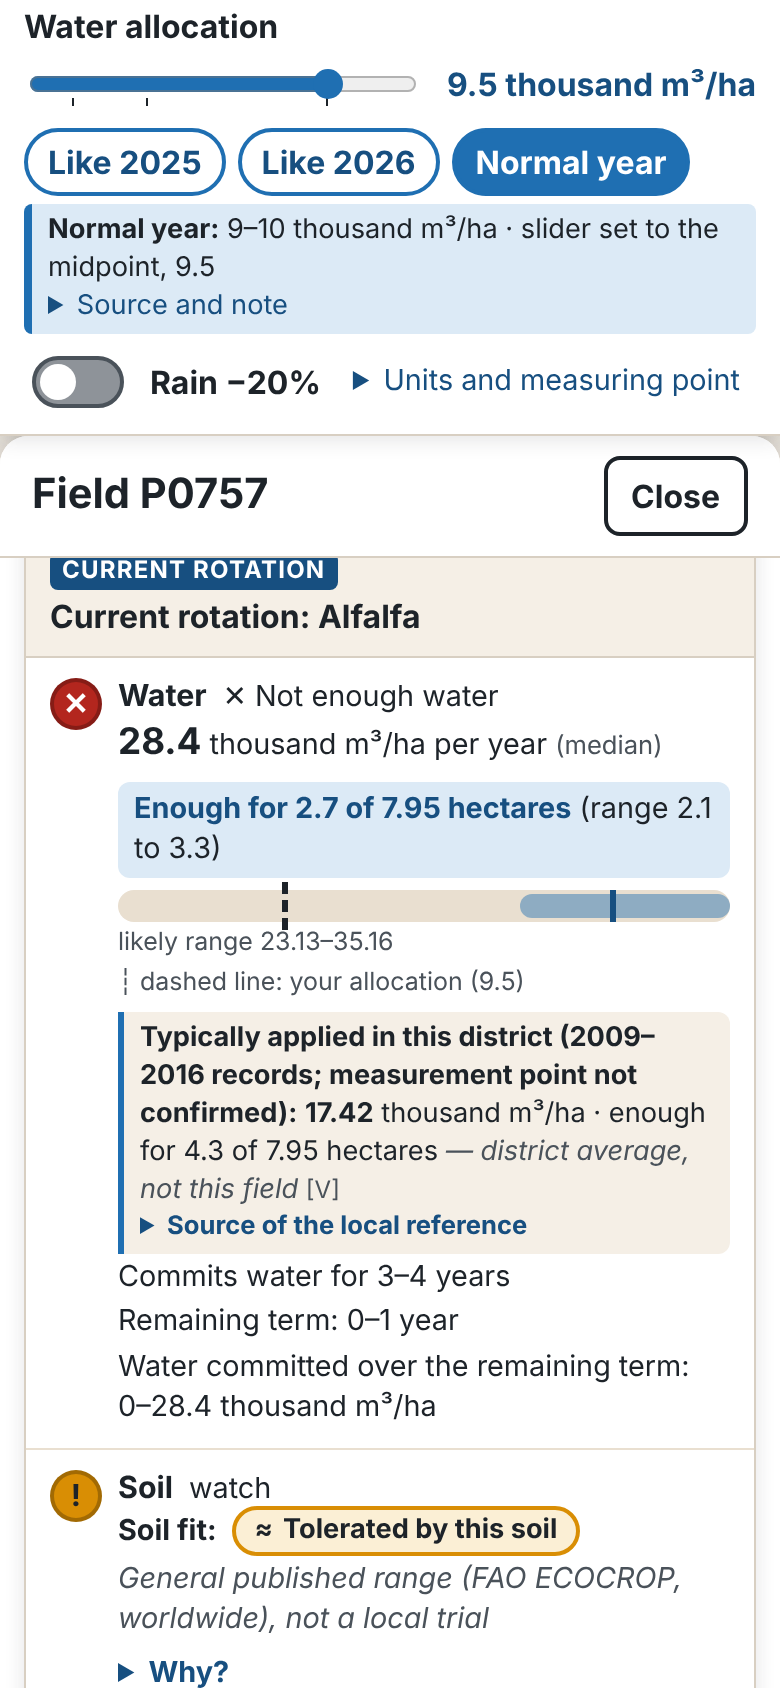 Water allocation
9.5 thousand m³/ha
Like 2025
Like 2026
Normal year
Normal year: 9–10 thousand m³/ha · slider set to the
midpoint, 9.5
▶ Source and note
Rain −20%
▶ Units and measuring point
Field P0757
Close
CURRENT ROTATION
Current rotation: Alfalfa
Water ✕ Not enough water
28.4 thousand m³/ha per year (median)
Enough for 2.7 of 7.95 hectares (range 2.1
to 3.3)
likely range 23.13–35.16
┆ dashed line: your allocation (9.5)
Typically applied in this district (2009–
2016 records; measurement point not
confirmed): 17.42 thousand m³/ha · enough
for 4.3 of 7.95 hectares — district average,
not this field [V]
▶ Source of the local reference
Commits water for 3–4 years
Remaining term: 0–1 year
Water committed over the remaining term:
0–28.4 thousand m³/ha
! Soil watch
Soil fit: ≈ Tolerated by this soil
General published range (FAO ECOCROP,
worldwide), not a local trial
▶ Why?